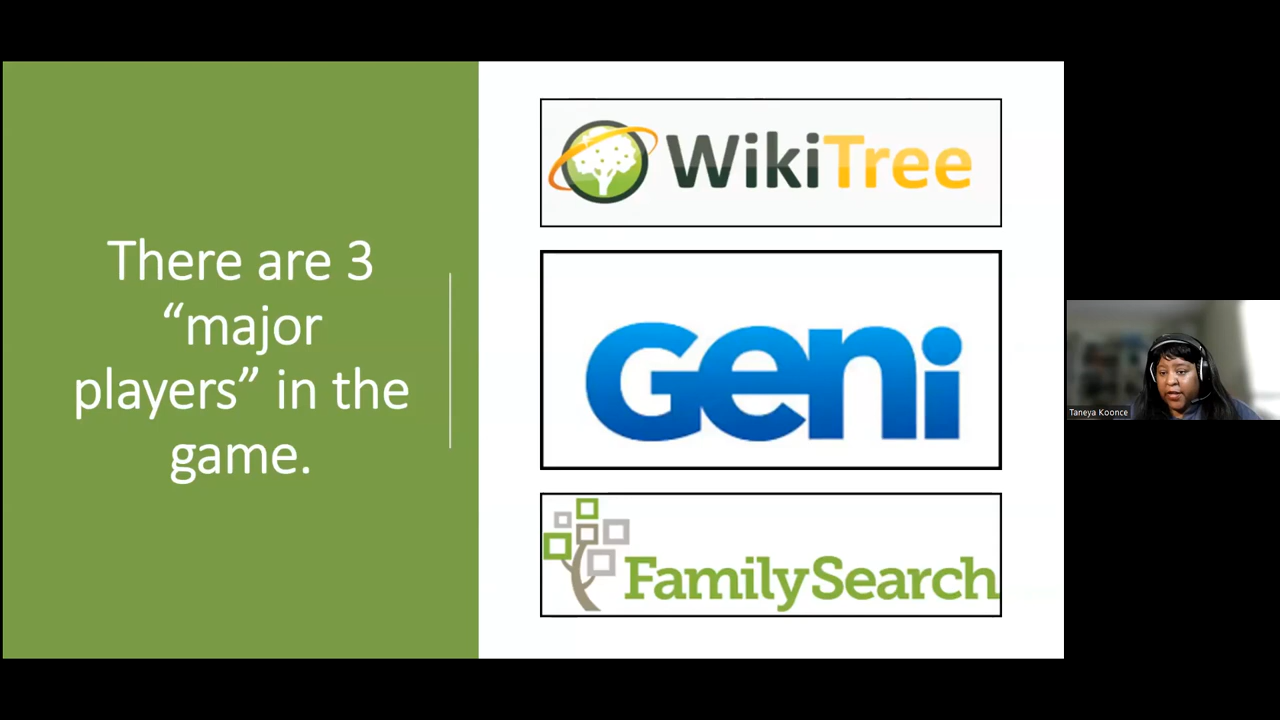 There are 3
“major
players” in the
game.
WikiTree
Geni
FamilySearch
Taneya Koonce